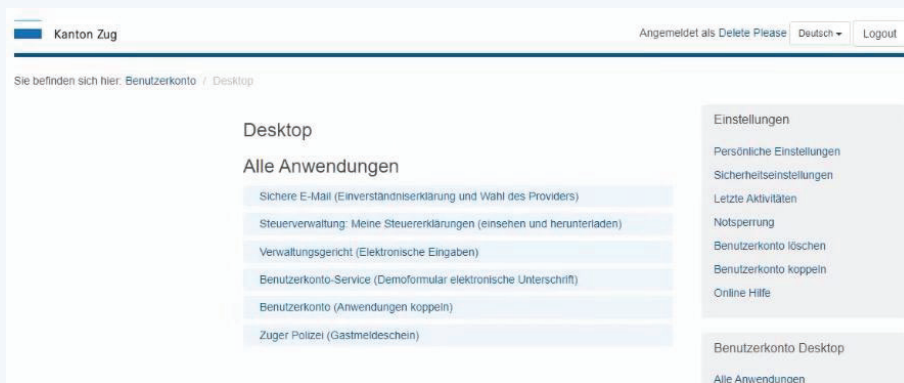 Kanton Zug
Angemeldet als Delete Please Deutsch Logout
Sie befinden sich hier: Benutzerkonto / Desktop
Desktop
Alle Anwendungen
Sichere E-Mail (Einverständniserklärung und Wahl des Providers)
Steuerverwaltung: Meine Steuererklärungen (einsehen und herunterladen)
Verwaltungsgericht (Elektronische Eingaben)
Benutzerkonto-Service (Demoformular elektronische Unterschrift)
Benutzerkonto (Anwendungen koppeln)
Zuger Polizei (Gastmeldeschein)
Einstellungen
Persönliche Einstellungen
Sicherheitseinstellungen
Letzte Aktivitäten
Notsperrung
Benutzerkonto löschen
Benutzerkonto koppeln
Online Hilfe
Benutzerkonto Desktop
Alle Anwendungen